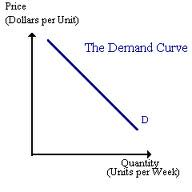 Price
(Dollars per Unit)
The Demand Curve
D
Quantity
(Units per Week)